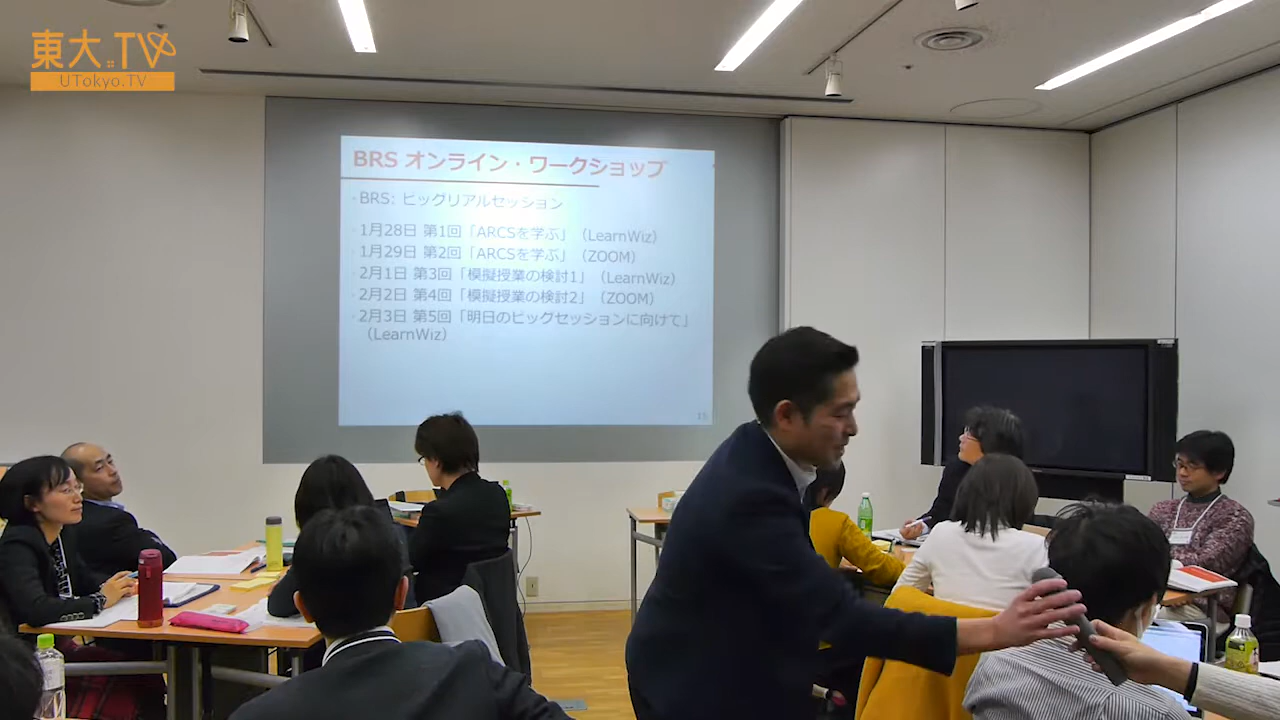 東大.TV
UTokyo.TV
BRS オンライン・ワークショップ
BRS: ビッグリアルセッション
1月28日 第1回「ARCSを学ぶ」（LearnWiz）
1月29日 第2回「ARCSを学ぶ」（ZOOM）
2月1日 第3回「模擬授業の検討1」（LearnWiz）
2月2日 第4回「模擬授業の検討2」（ZOOM）
2月3日 第5回「明日のビッグセッションに向けて」
（LearnWiz）